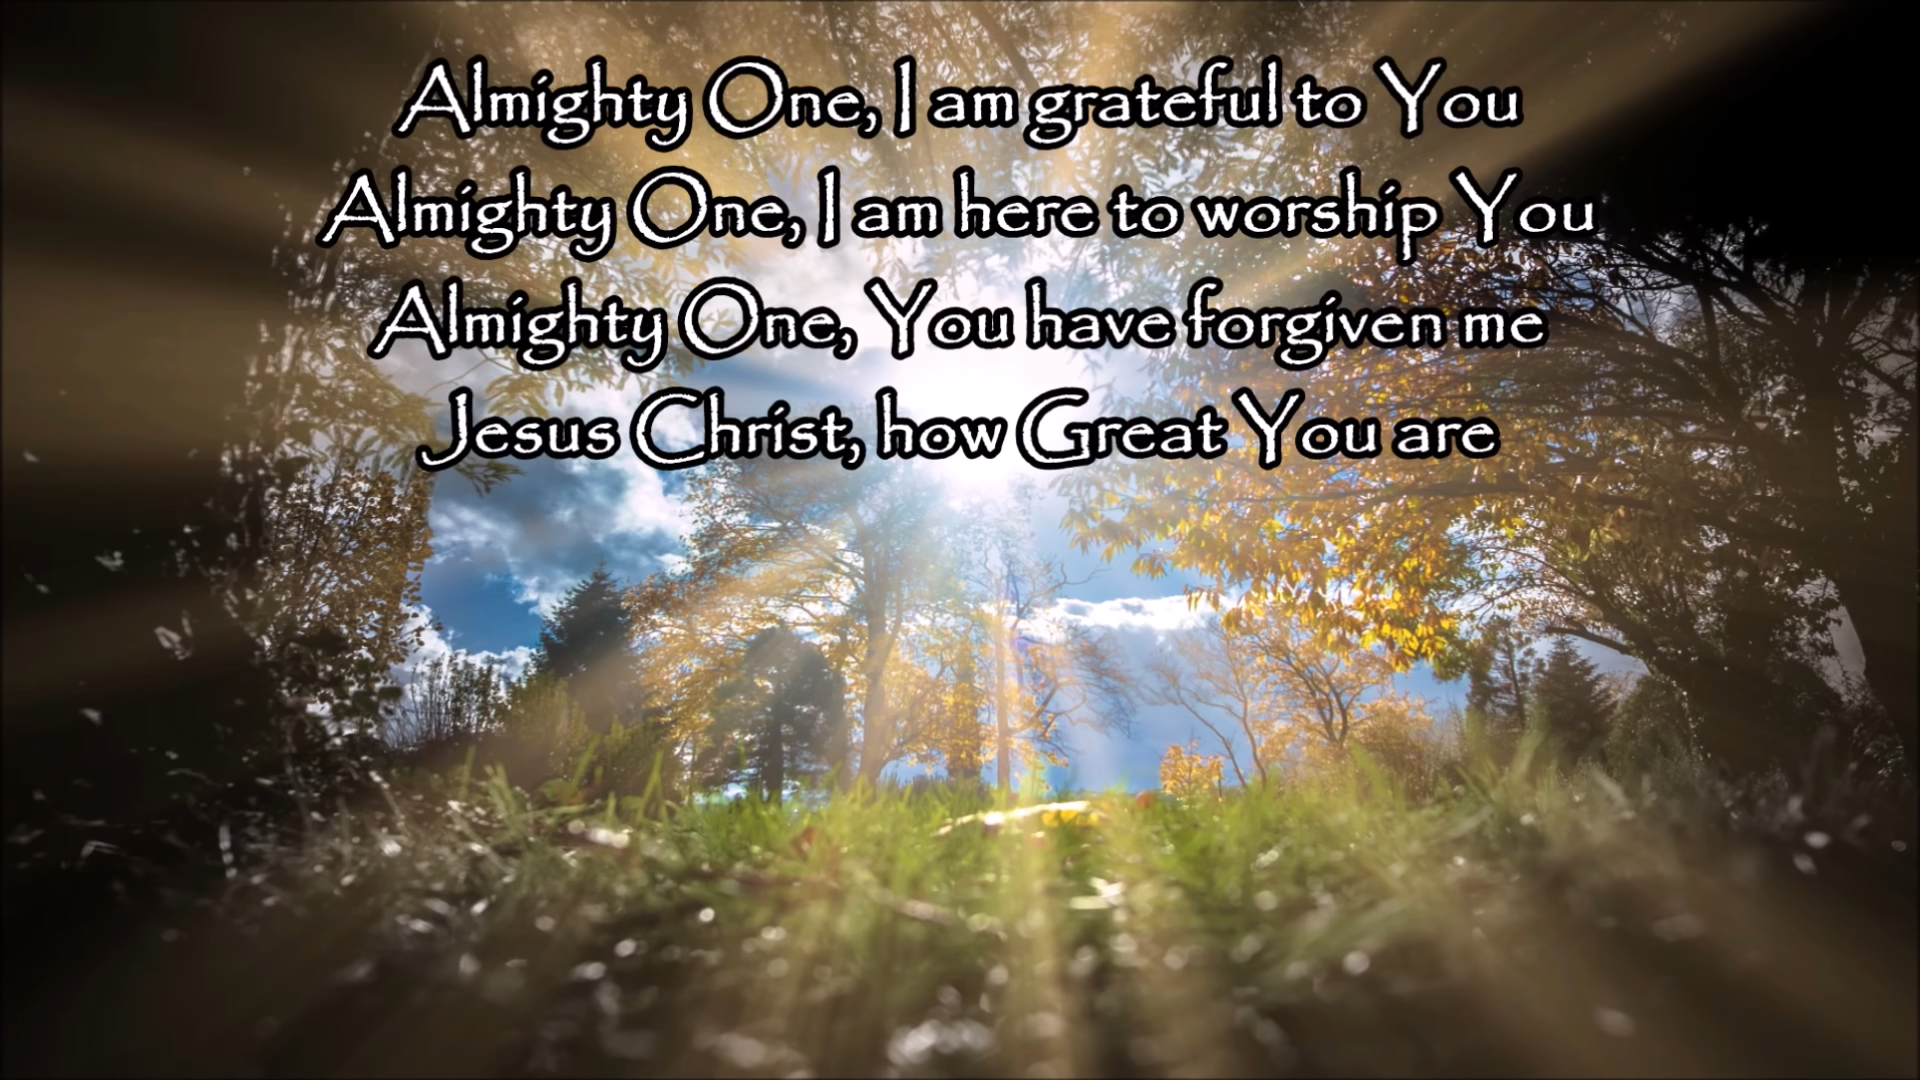 Almighty One, I am grateful to You
Almighty One, I am here to worship You
Almighty One, You have forgiven me
Jesus Christ, how Great You are